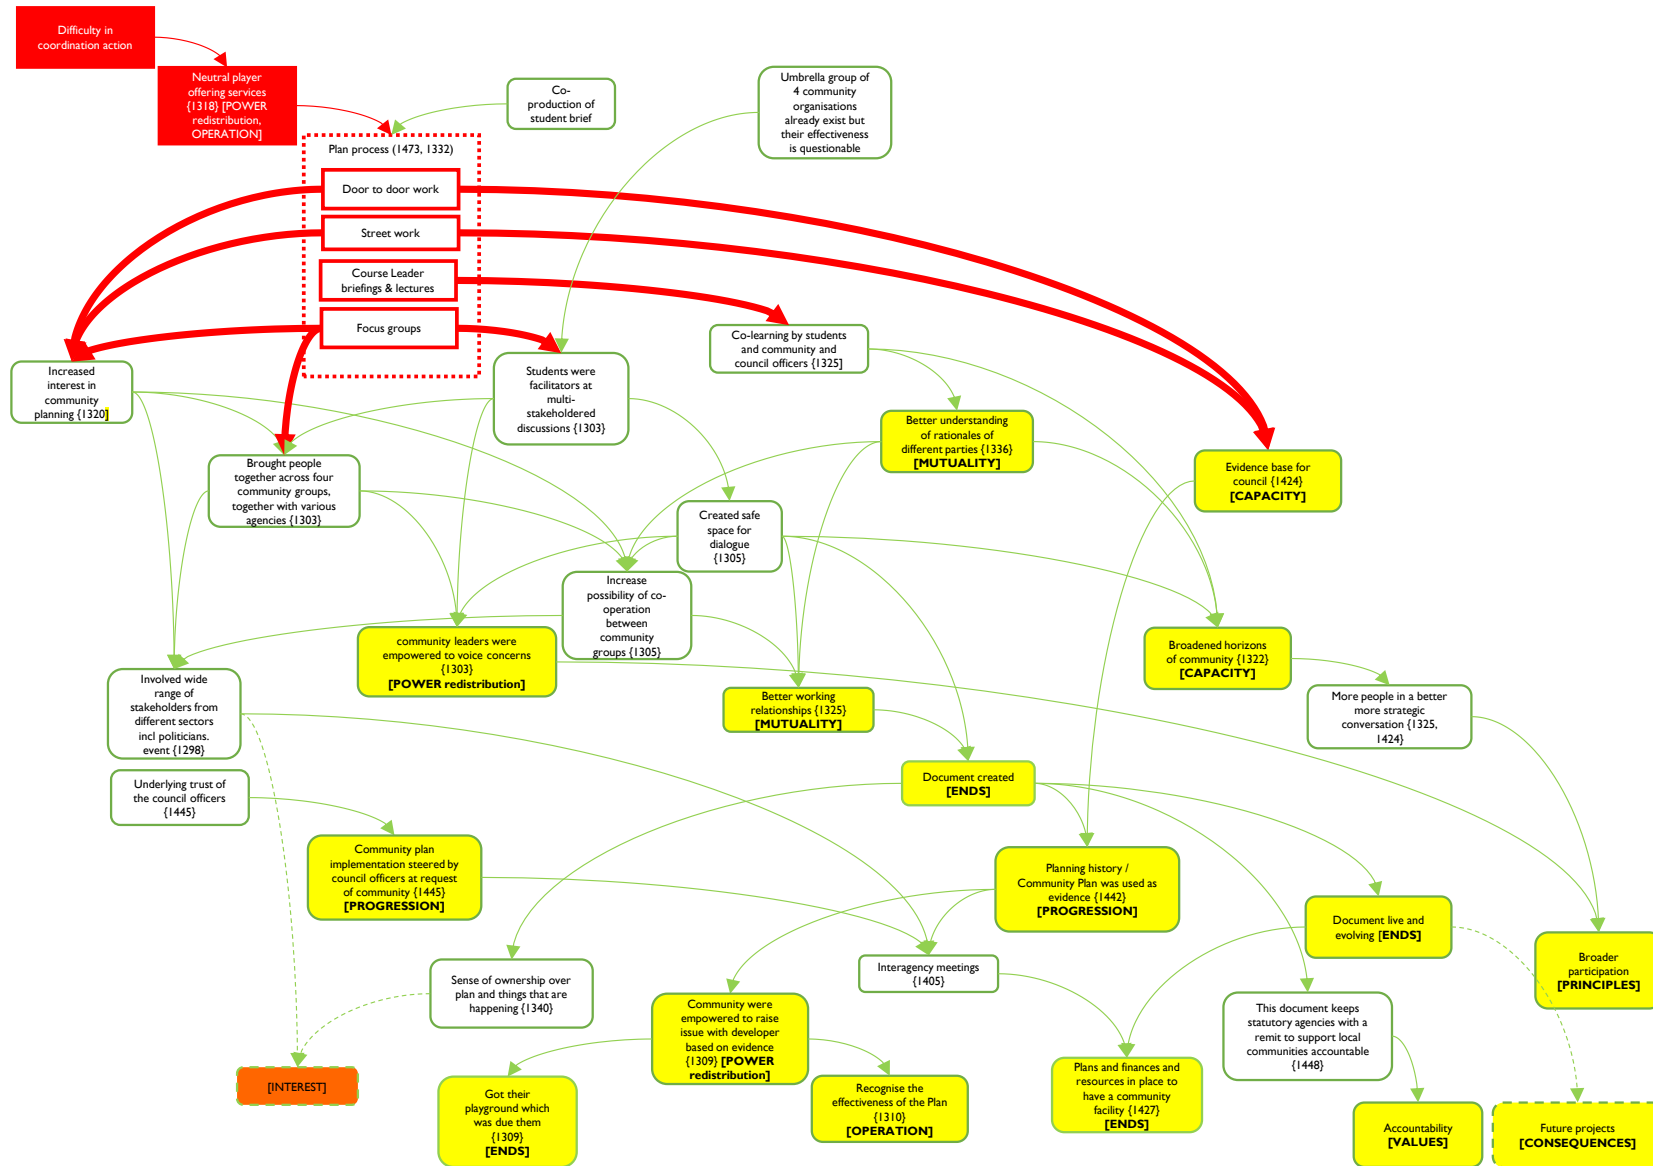 Difficulty in
coordination action
Neutral player
offering services
{1318} [POWER
redistribution,
OPERATION]
Co-
production of
student brief
Umbrella group of
4 community
organisations
already exist but
their effectiveness
is questionable
Plan process (1473, 1332)
Door to door work
Street work
Course Leader
briefings & lectures
Focus groups
Increased
interest in
community
planning {1320]
Students were
facilitators at
multi-
stakeholdered
discussions {1303}
Co-learning by students
and community and
council officers {1325]
Better understanding
of rationales of
different parties {1336}
[MUTUALITY]
Evidence base for
council {1424}
[CAPACITY]
Brought people
together across four
community groups,
together with various
agencies {1303}
Created safe
space for
dialogue
{1305}
Increase
possibility of co-
operation
between
community
groups {1305}
community leaders were
empowered to voice concerns
{1303}
[POWER redistribution]
Broadened horizons
of community {1322}
[CAPACITY]
Involved wide
range of
stakeholders from
different sectors
incl politicians.
event {1298}
Better working
relationships {1325}
[MUTUALITY]
More people in a better
more strategic
conversation {1325,
1424}
Underlying trust of
the council officers
{1445}
Document created
[ENDS]
Community plan
implementation steered by
council officers at request
of community {1445}
[PROGRESSION]
Planning history /
Community Plan was used as
evidence {1442}
[PROGRESSION]
Document live and
evolving [ENDS]
Broader
participation
[PRINCIPLES]
Sense of ownership over
plan and things that are
happening {1340}
Interagency meetings
{1405}
Community were
empowered to raise
issue with developer
based on evidence
{1309} [POWER
redistribution]
This document keeps
statutory agencies with a
remit to support local
communities accountable
{1448}
[INTEREST]
Got their
playground which
was due them
{1309}
[ENDS]
Recognise the
effectiveness of the Plan
{1310}
[OPERATION]
Plans and finances and
resources in place to
have a community
facility {1427}
[ENDS]
Accountability
[VALUES]
Future projects
[CONSEQUENCES]